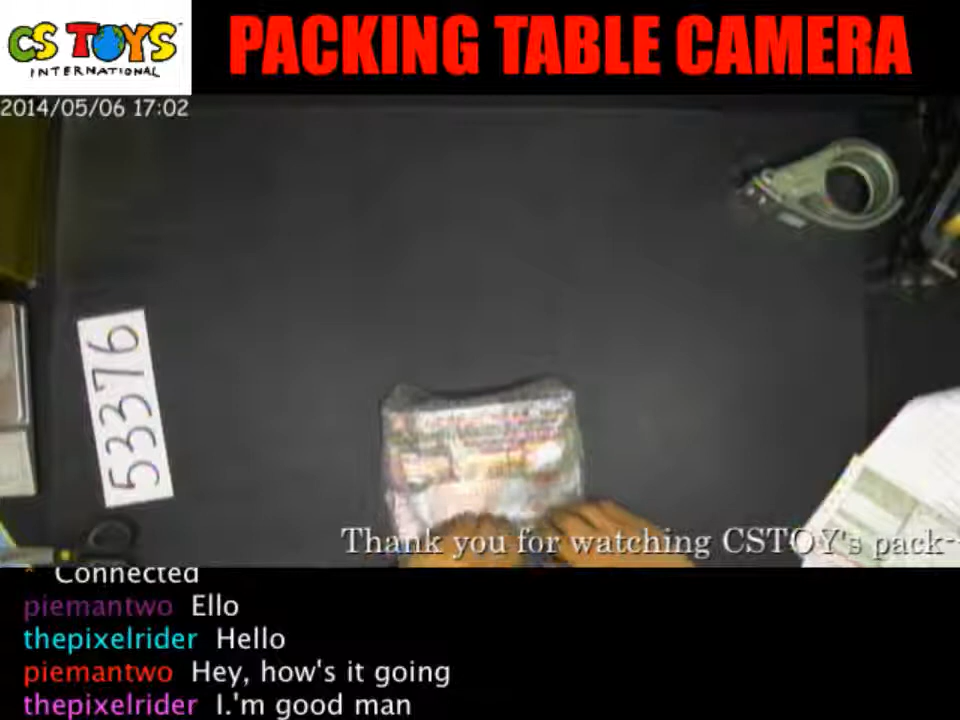 CS TOYS
INTERNATIONAL
PACKING TABLE CAMERA
2014/05/06 17:02
53376
Thank you for watching CSTOY's pack-
* Connected
piemantwo Ello
thepixelrider Hello
piemantwo Hey, how's it going
thepixelrider I.'m good man